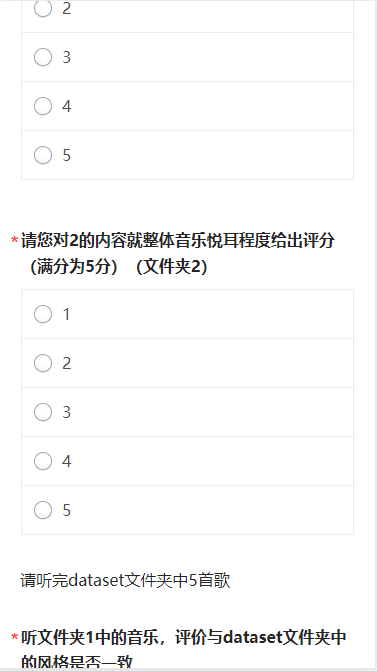 2
3
4
5
*请您对2的内容就整体音乐悦耳程度给出评分
（满分为5分）（文件夹2）
1
2
3
4
5
请听完dataset文件夹中5首歌
*听文件夹1中的音乐，评价与dataset文件夹中
的风格是否一致